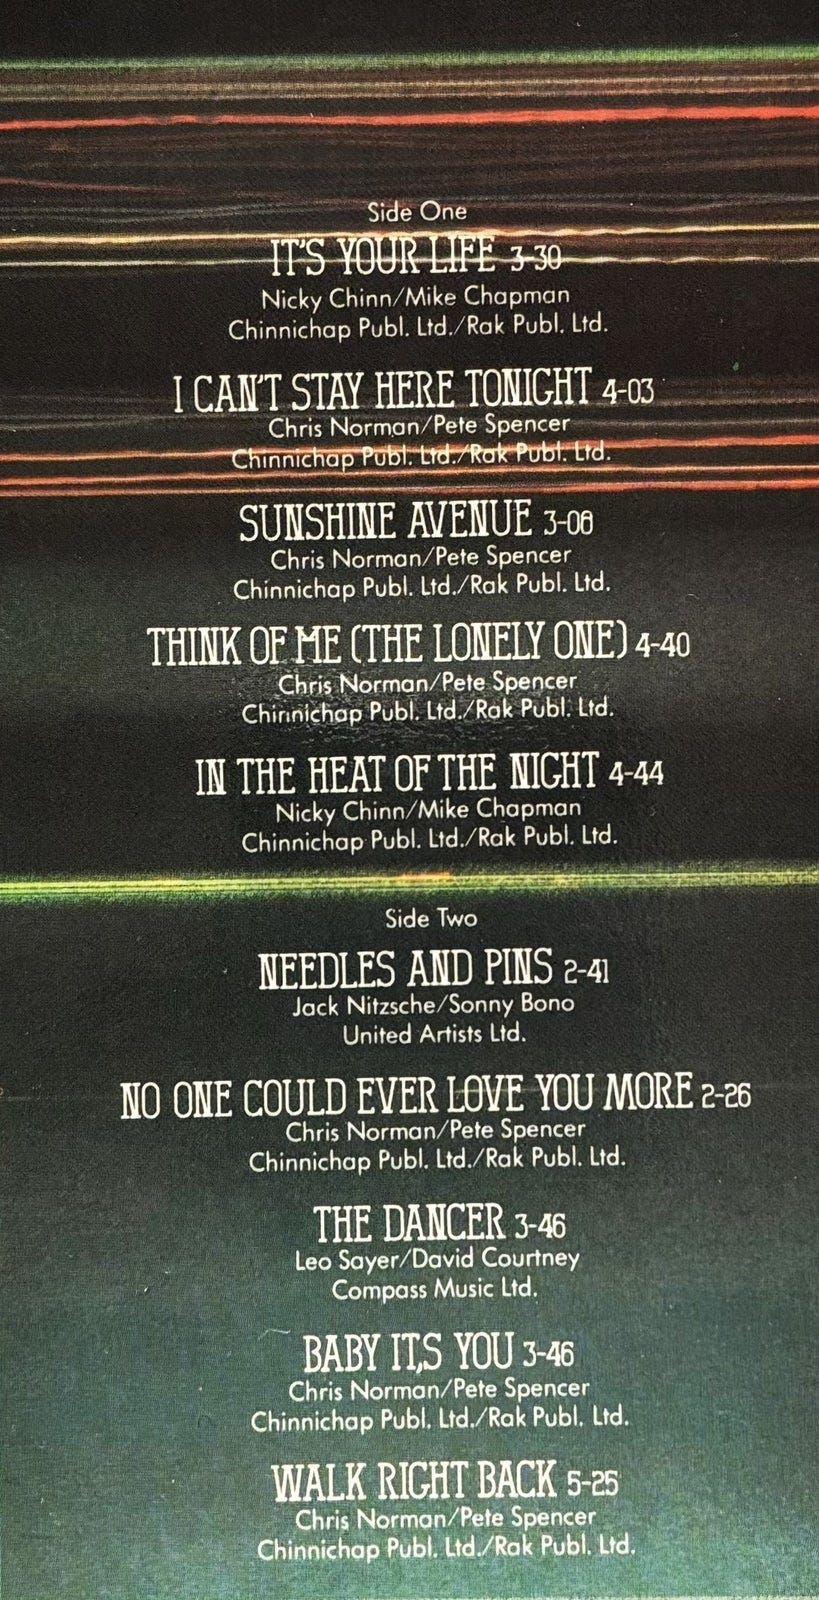 Side One
IT'S YOUR LIFE 3-30
Nicky Chinn/Mike Chapman
Chinnichap Publ. Ltd./Rak Publ. Ltd.
I CAN'T STAY HERE TONIGHT 4-03
Chris Norman/Pete Spencer
Chinnichap Publ. Ltd./Rak Publ. Ltd.
SUNSHINE AVENUE 3-08
Chris Norman/Pete Spencer
Chinnichap Publ. Ltd./Rak Publ. Ltd.
THINK OF ME (THE LONELY ONE) 4-40
Chris Norman/Pete Spencer
Chinnichap Publ. Ltd./Rak Publ. Ltd.
IN THE HEAT OF THE NIGHT 4-44
Nicky Chinn/Mike Chapman
Chinnichap Publ. Ltd./Rak Publ. Ltd.
Side Two
NEEDLES AND PINS 2-41
Jack Nitzsche/Sonny Bono
United Artists Ltd.
NO ONE COULD EVER LOVE YOU MORE 2-26
Chris Norman/Pete Spencer
Chinnichap Publ. Ltd./Rak Publ. Ltd.
THE DANCER 3-46
Leo Sayer/David Courtney
Compass Music Ltd.
BABY IT,S YOU 3-46
Chris Norman/Pete Spencer
Chinnichap Publ. Ltd./Rak Publ. Ltd.
WALK RIGHT BACK 5-25
Chris Norman/Pete Spencer
Chinnichap Publ. Ltd./Rak Publ. Ltd.